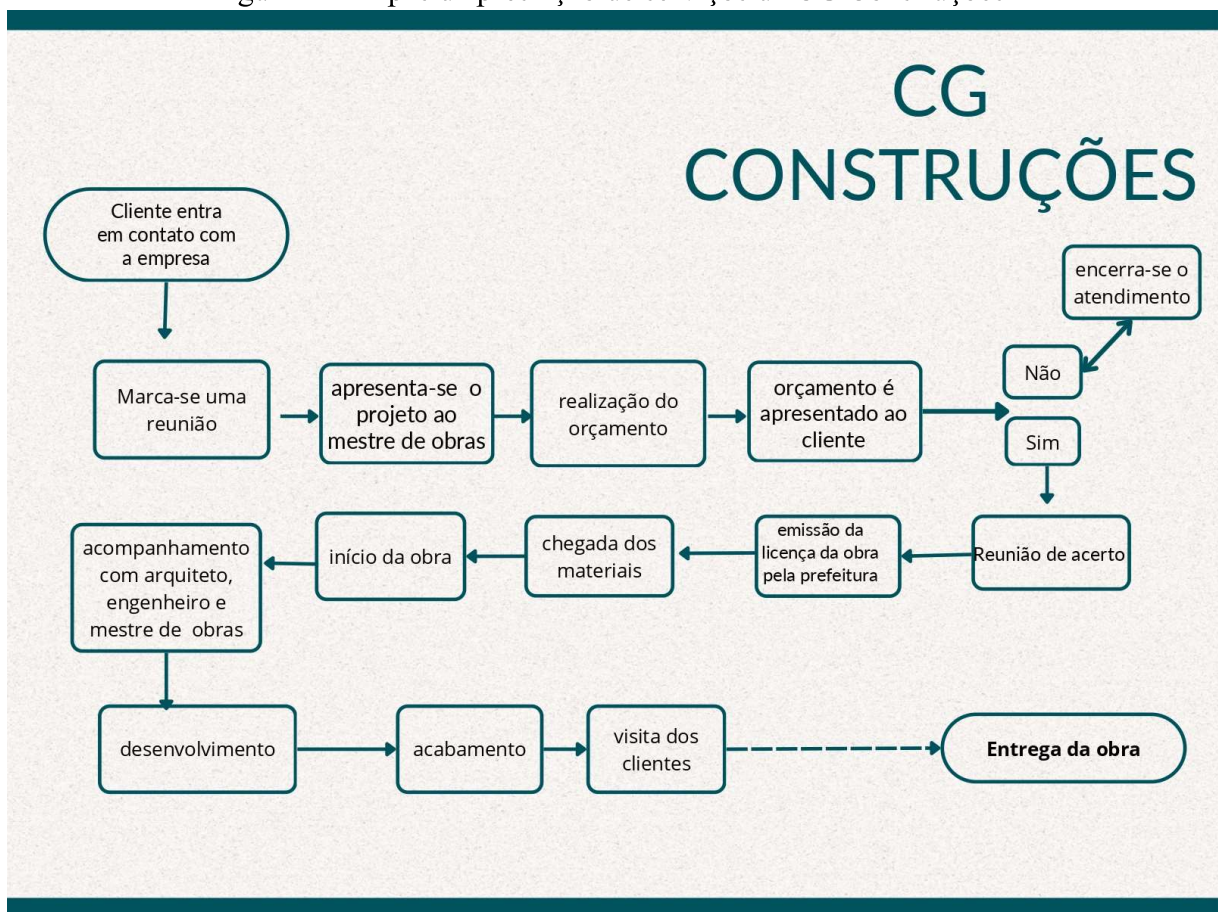 CG
CONSTRUÇÕES
Cliente entra
em contato com
a empresa
encerra-se o
atendimento
Não
Sim
Marca-se uma
reunião
apresenta-se o
projeto ao
mestre de obras
realização do
orçamento
orçamento é
apresentado ao
cliente
Reunião de acerto
emissão da
licença da obra
pela prefeitura
chegada dos
materiais
início da obra
acompanhamento
com arquiteto,
engenheiro e
mestre de obras
desenvolvimento
acabamento
visita dos
clientes
Entrega da obra